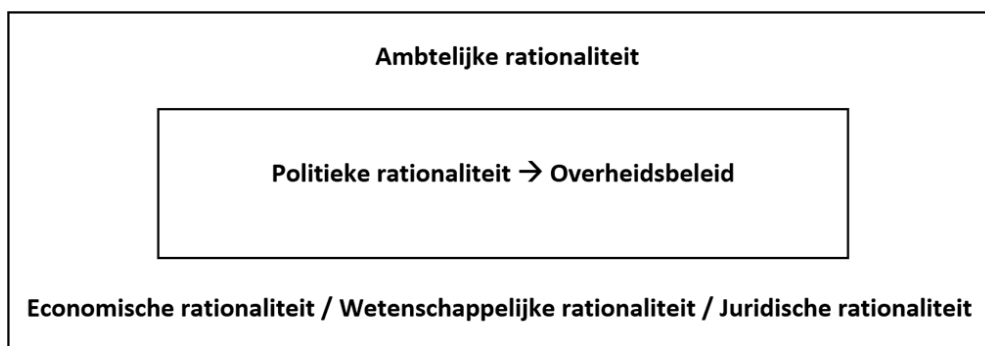 Ambtelijke rationaliteit
Politieke rationaliteit → Overheidsbeleid
Economische rationaliteit / Wetenschappelijke rationaliteit / Juridische rationaliteit